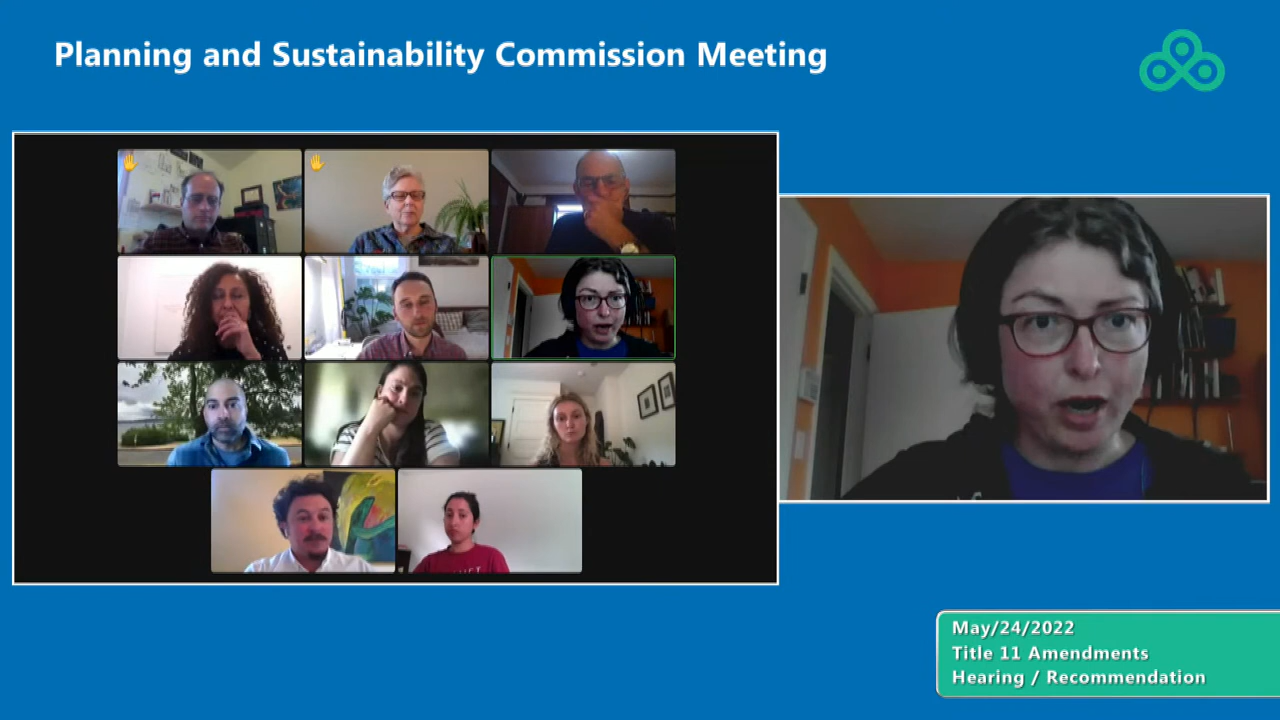 Planning and Sustainability Commission Meeting
May/24/2022
Title 11 Amendments
Hearing / Recommendation